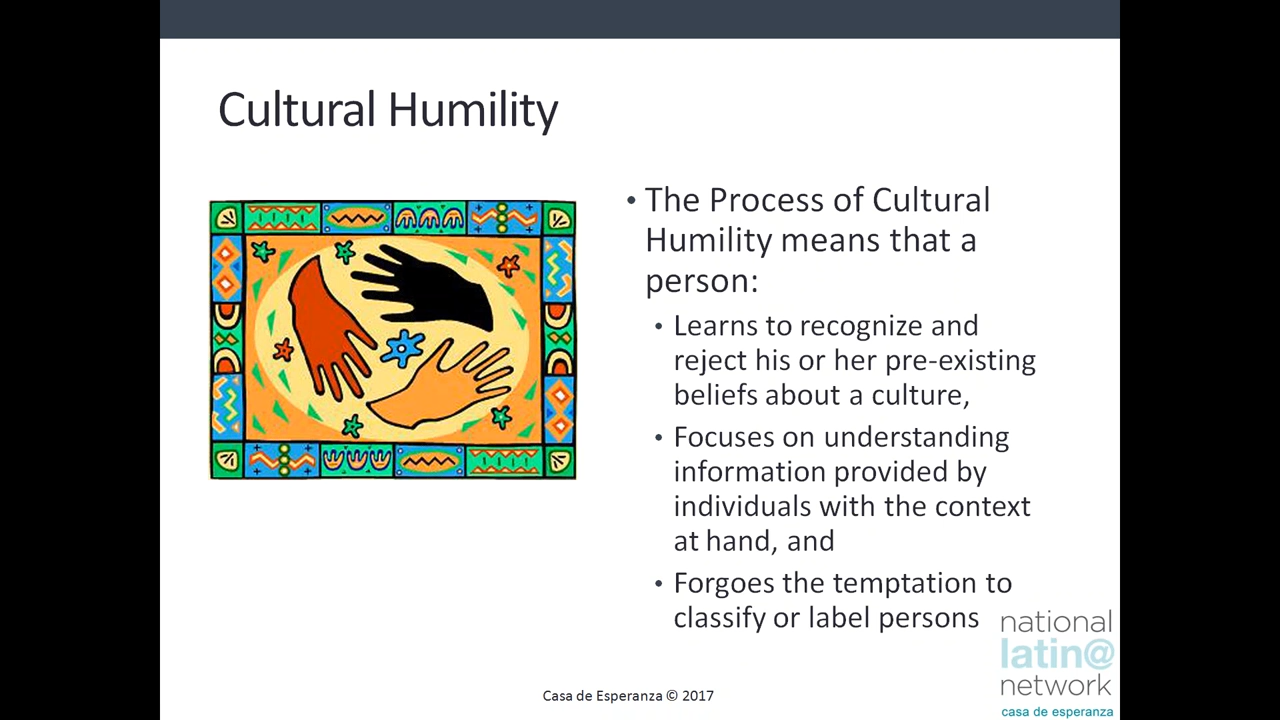 Cultural Humility
• The Process of Cultural
Humility means that a
person:
• Learns to recognize and
reject his or her pre-existing
beliefs about a culture,
• Focuses on understanding
information provided by
individuals with the context
at hand, and
• Forgoes the temptation to
classify or label persons
national
latin@
network
casa de esperanza
Casa de Esperanza © 2017